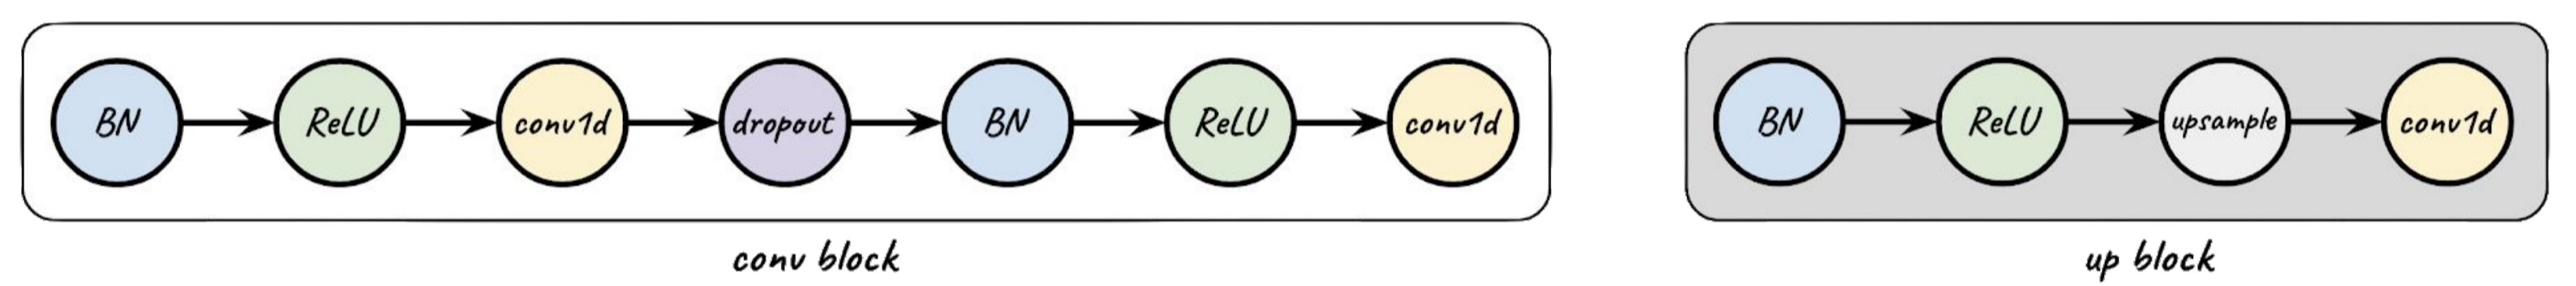 BN ReLU conv1d dropout BN ReLU conv1d
conv block
BN ReLU upsample conv1d
up block